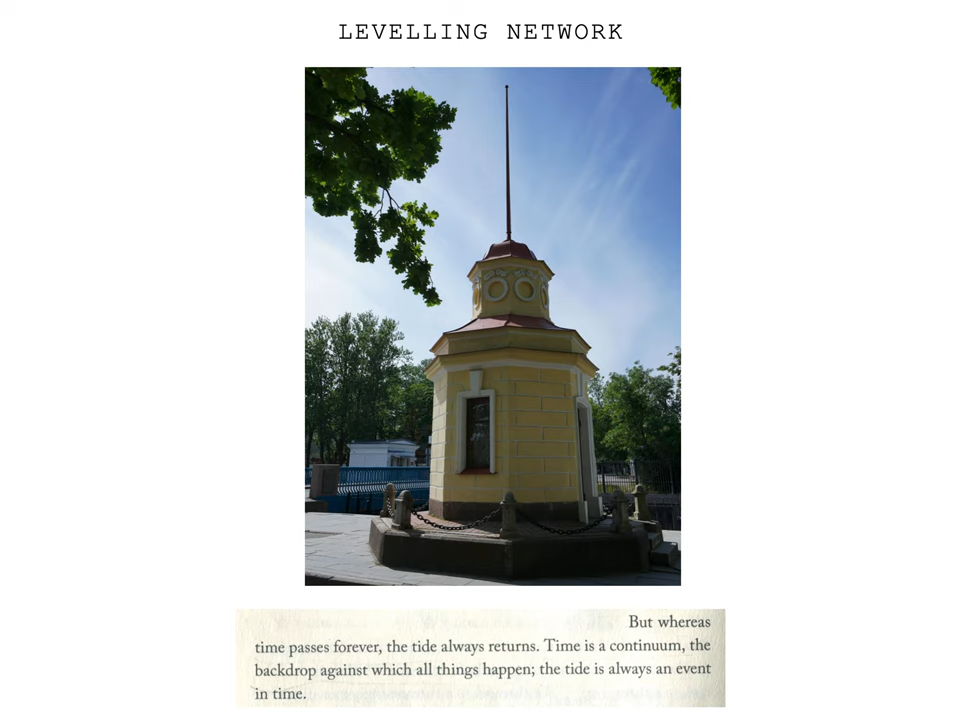 LEVELLING NETWORK
But whereas
time passes forever, the tide always returns. Time is a continuum, the
backdrop against which all things happen; the tide is always an event
in time.